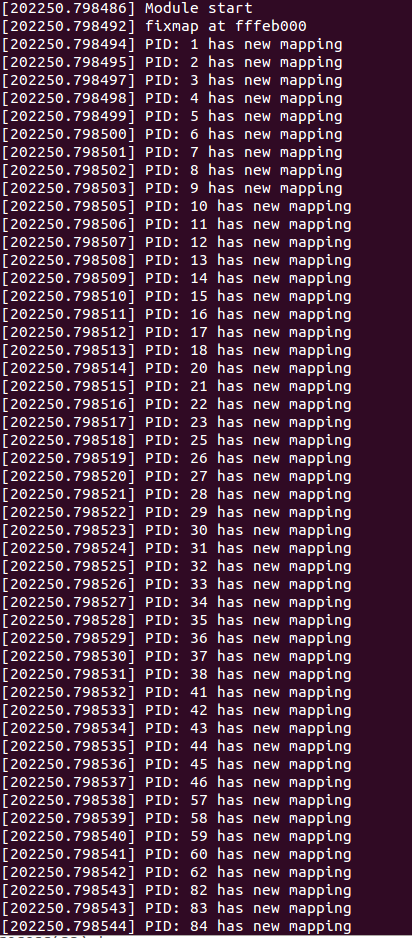 [202250.798486] Module start
[202250.798492] fixmap at fffeb000
[202250.798494] PID: 1 has new mapping
[202250.798495] PID: 2 has new mapping
[202250.798497] PID: 3 has new mapping
[202250.798498] PID: 4 has new mapping
[202250.798499] PID: 5 has new mapping
[202250.798500] PID: 6 has new mapping
[202250.798501] PID: 7 has new mapping
[202250.798502] PID: 8 has new mapping
[202250.798503] PID: 9 has new mapping
[202250.798505] PID: 10 has new mapping
[202250.798506] PID: 11 has new mapping
[202250.798507] PID: 12 has new mapping
[202250.798508] PID: 13 has new mapping
[202250.798509] PID: 14 has new mapping
[202250.798510] PID: 15 has new mapping
[202250.798511] PID: 16 has new mapping
[202250.798512] PID: 17 has new mapping
[202250.798513] PID: 18 has new mapping
[202250.798514] PID: 20 has new mapping
[202250.798515] PID: 21 has new mapping
[202250.798516] PID: 22 has new mapping
[202250.798517] PID: 23 has new mapping
[202250.798518] PID: 25 has new mapping
[202250.798519] PID: 26 has new mapping
[202250.798520] PID: 27 has new mapping
[202250.798521] PID: 28 has new mapping
[202250.798522] PID: 29 has new mapping
[202250.798523] PID: 30 has new mapping
[202250.798524] PID: 31 has new mapping
[202250.798525] PID: 32 has new mapping
[202250.798526] PID: 33 has new mapping
[202250.798527] PID: 34 has new mapping
[202250.798528] PID: 35 has new mapping
[202250.798529] PID: 36 has new mapping
[202250.798530] PID: 37 has new mapping
[202250.798531] PID: 38 has new mapping
[202250.798532] PID: 41 has new mapping
[202250.798533] PID: 42 has new mapping
[202250.798534] PID: 43 has new mapping
[202250.798535] PID: 44 has new mapping
[202250.798536] PID: 45 has new mapping
[202250.798537] PID: 46 has new mapping
[202250.798538] PID: 57 has new mapping
[202250.798539] PID: 58 has new mapping
[202250.798540] PID: 59 has new mapping
[202250.798541] PID: 60 has new mapping
[202250.798542] PID: 62 has new mapping
[202250.798543] PID: 82 has new mapping
[202250.798543] PID: 83 has new mapping
[202250.798544] PID: 84 has new mapping